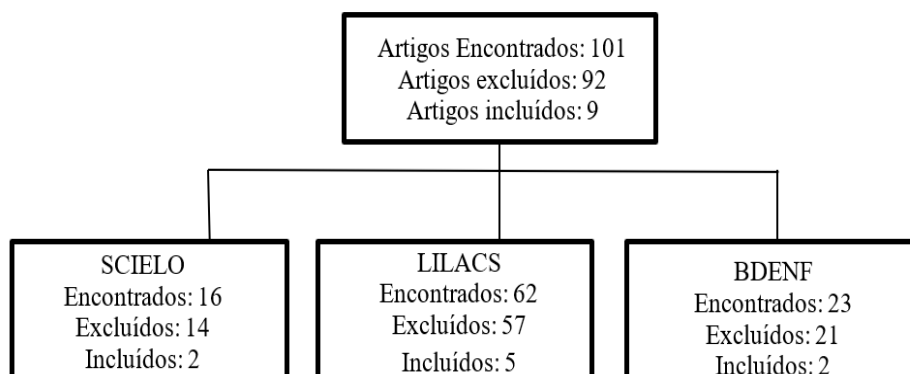 Artigos Encontrados: 101
Artigos excluídos: 92
Artigos incluídos: 9
SCIELO
Encontrados: 16
Excluídos: 14
Incluídos: 2
LILACS
Encontrados: 62
Excluídos: 57
Incluídos: 5
BDENF
Encontrados: 23
Excluídos: 21
Incluídos: 2